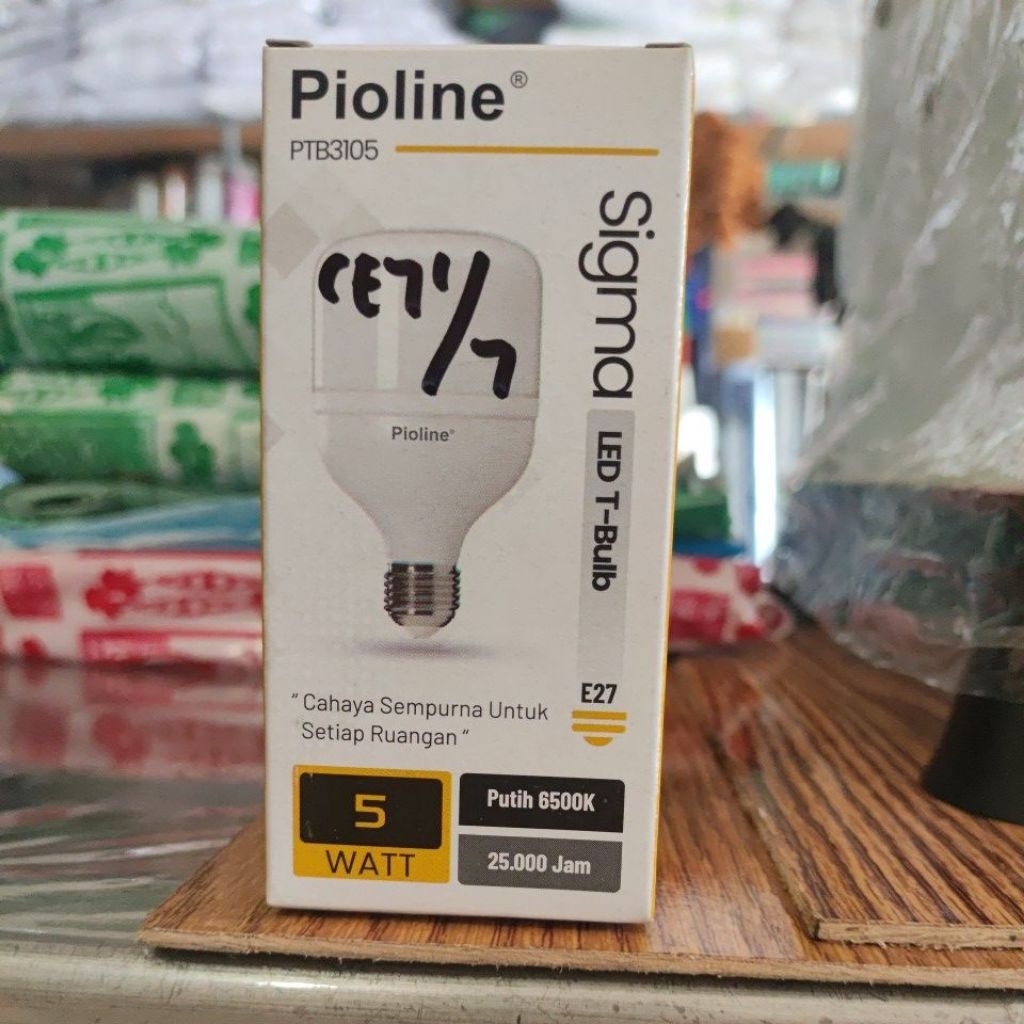 Pioline®
PTB3105
Sigma
LED T-Bulb
Pioline®
E27
" Cahaya Sempurna Untuk
Setiap Ruangan "
5
WATT
Putih 6500K
25.000 Jam